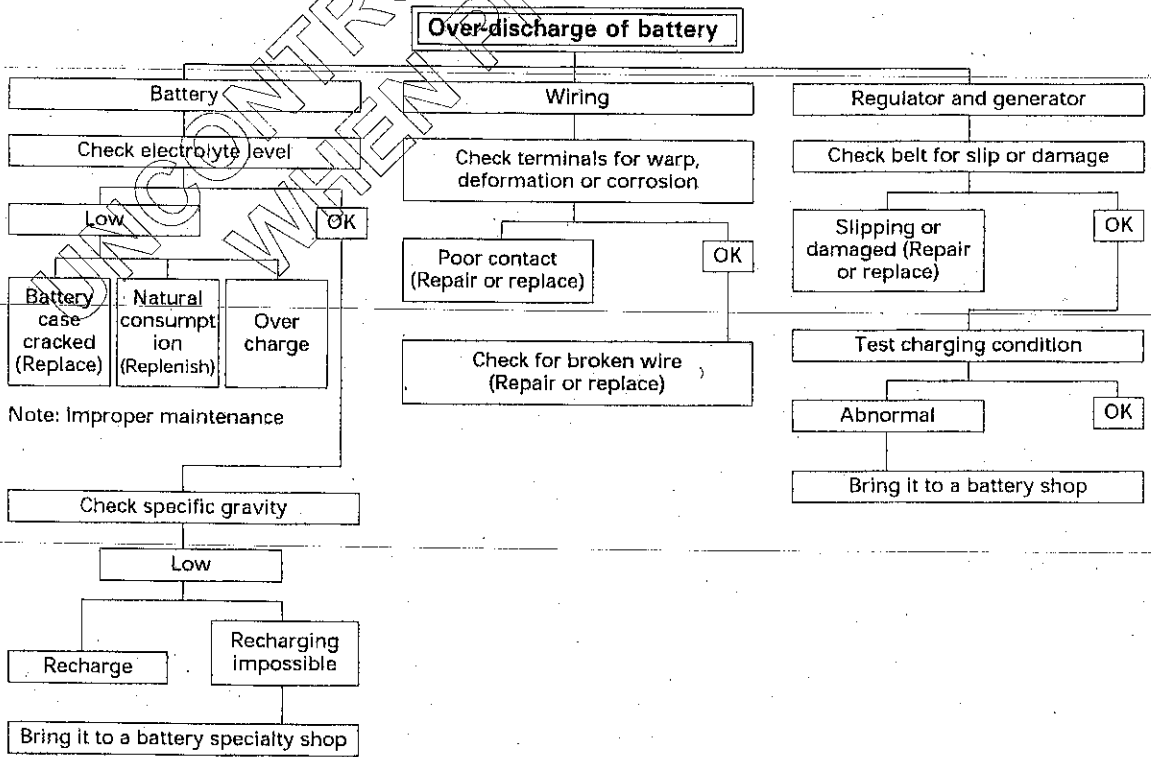 Over-discharge of battery
Battery
Wiring
Regulator and generator
Check electrolyte level
Check terminals for warp,
deformation or corrosion
Check belt for slip or damage
Low
OK
Poor contact
(Repair or replace)
OK
Slipping or
damaged (Repair
or replace)
OK
Battery
case
cracked
(Replace)
Natural
consumpt
ion
(Replenish)
Over
charge
Check for broken wire
(Repair or replace)
Test charging condition
Note: Improper maintenance
Abnormal
OK
Check specific gravity
Bring it to a battery shop
Low
Recharge
Recharging
impossible
Bring it to a battery specialty shop
UNCONTR
WHEN